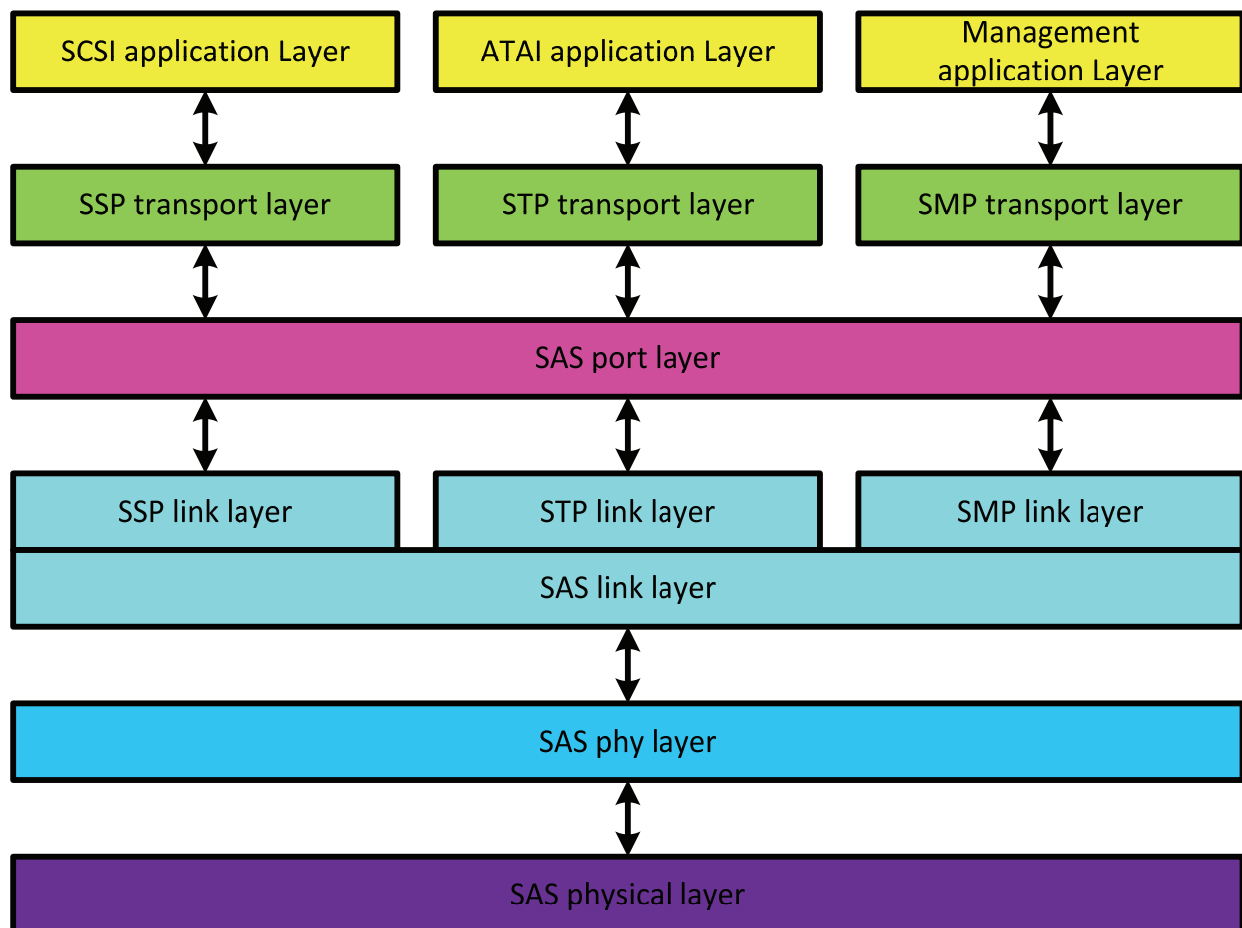 SCSI application Layer
ATAI application Layer
Management
application Layer
SSP transport layer
STP transport layer
SMP transport layer
SAS port layer
SSP link layer
STP link layer
SMP link layer
SAS link layer
SAS phy layer
SAS physical layer